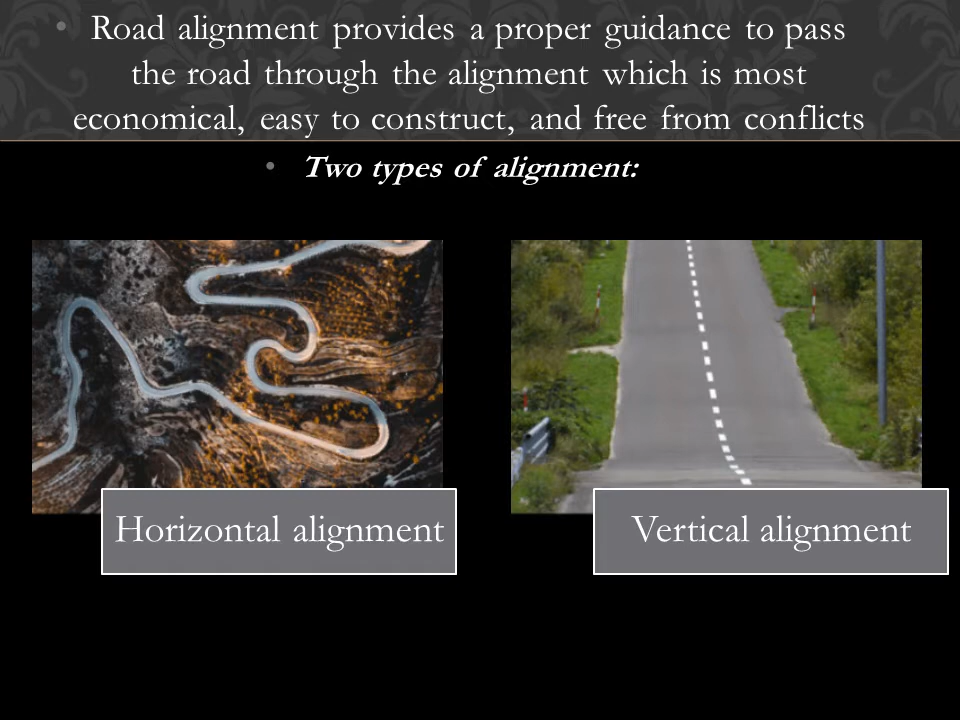 • Road alignment provides a proper guidance to pass
the road through the alignment which is most
economical, easy to construct, and free from conflicts
• Two types of alignment:
Horizontal alignment
Vertical alignment